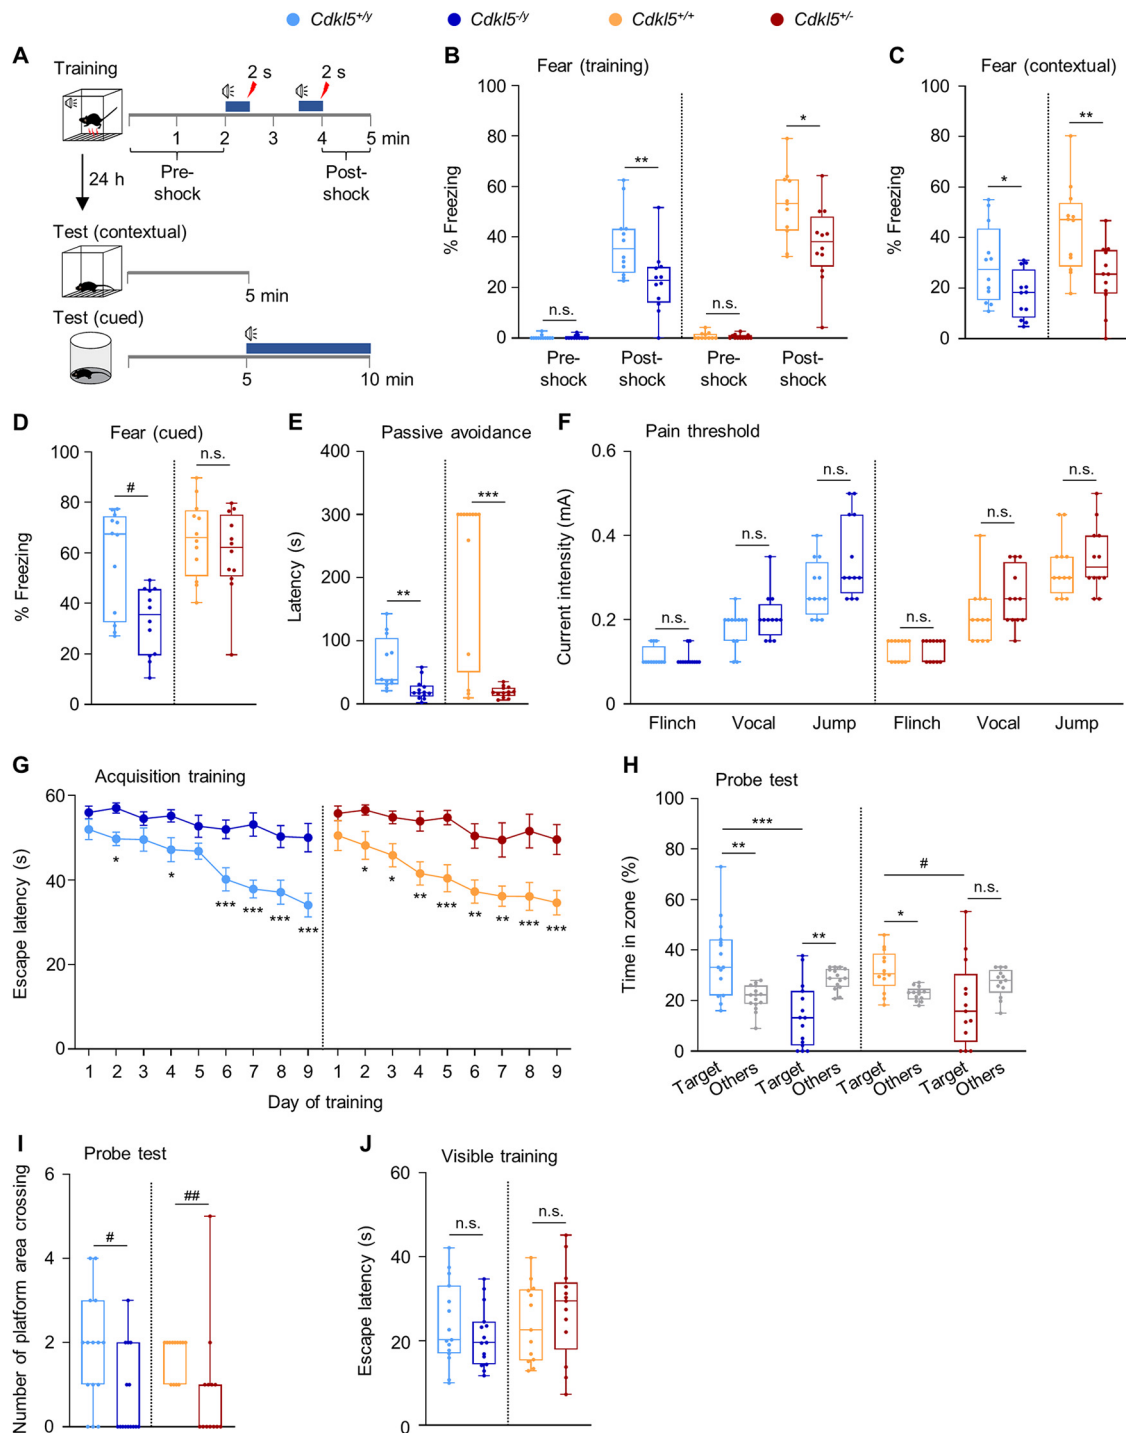 Cdkl5+/y Cdkl5-/y Cdkl5+/+ Cdkl5+/-
A
Training
2 s 2 s
1 2 3 4 5 min
Pre-shock
Post-shock
24 h
Test (contextual)
5 min
Test (cued)
5 10 min
B
Fear (training)
% Freezing
100
80
60
40
20
0
n.s. ** n.s. *
Pre-shock Post-shock Pre-shock Post-shock
C
Fear (contextual)
% Freezing
100
80
60
40
20
0
* **
D
Fear (cued)
% Freezing
100
80
60
40
20
0
# n.s.
E
Passive avoidance
Latency (s)
400
300
200
100
0
** ***
F
Pain threshold
Current intensity (mA)
0.6
0.4
0.2
0
n.s. n.s. n.s. n.s. n.s. n.s.
Flinch Vocal Jump Flinch Vocal Jump
G
Acquisition training
Escape latency (s)
60
40
20
0
* * *** *** *** ***
* * ** *** ** ** *** ***
1 2 3 4 5 6 7 8 9 1 2 3 4 5 6 7 8 9
Day of training
H
Probe test
Time in zone (%)
100
80
60
40
20
0
*** ** ** # * n.s.
Target Others Target Others Target Others Target Others
I
Probe test
Number of platform area crossing
6
4
2
0
# ##
J
Visible training
Escape latency (s)
60
40
20
0
n.s. n.s.